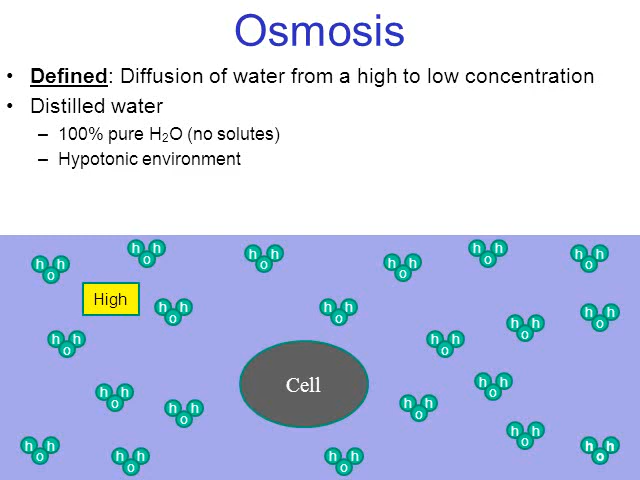 Osmosis
• Defined: Diffusion of water from a high to low concentration
• Distilled water
– 100% pure H₂O (no solutes)
– Hypotonic environment
h h
o
h h
o
h h
o
h h
o
h h
o
h h
o
High
h h
o
h h
o
h h
o
h h
o
h h
o
h h
o
Cell
h h
o
h h
o
h h
o
h h
o
h h
o
h h
o
h h
o
h h
o
h h
o